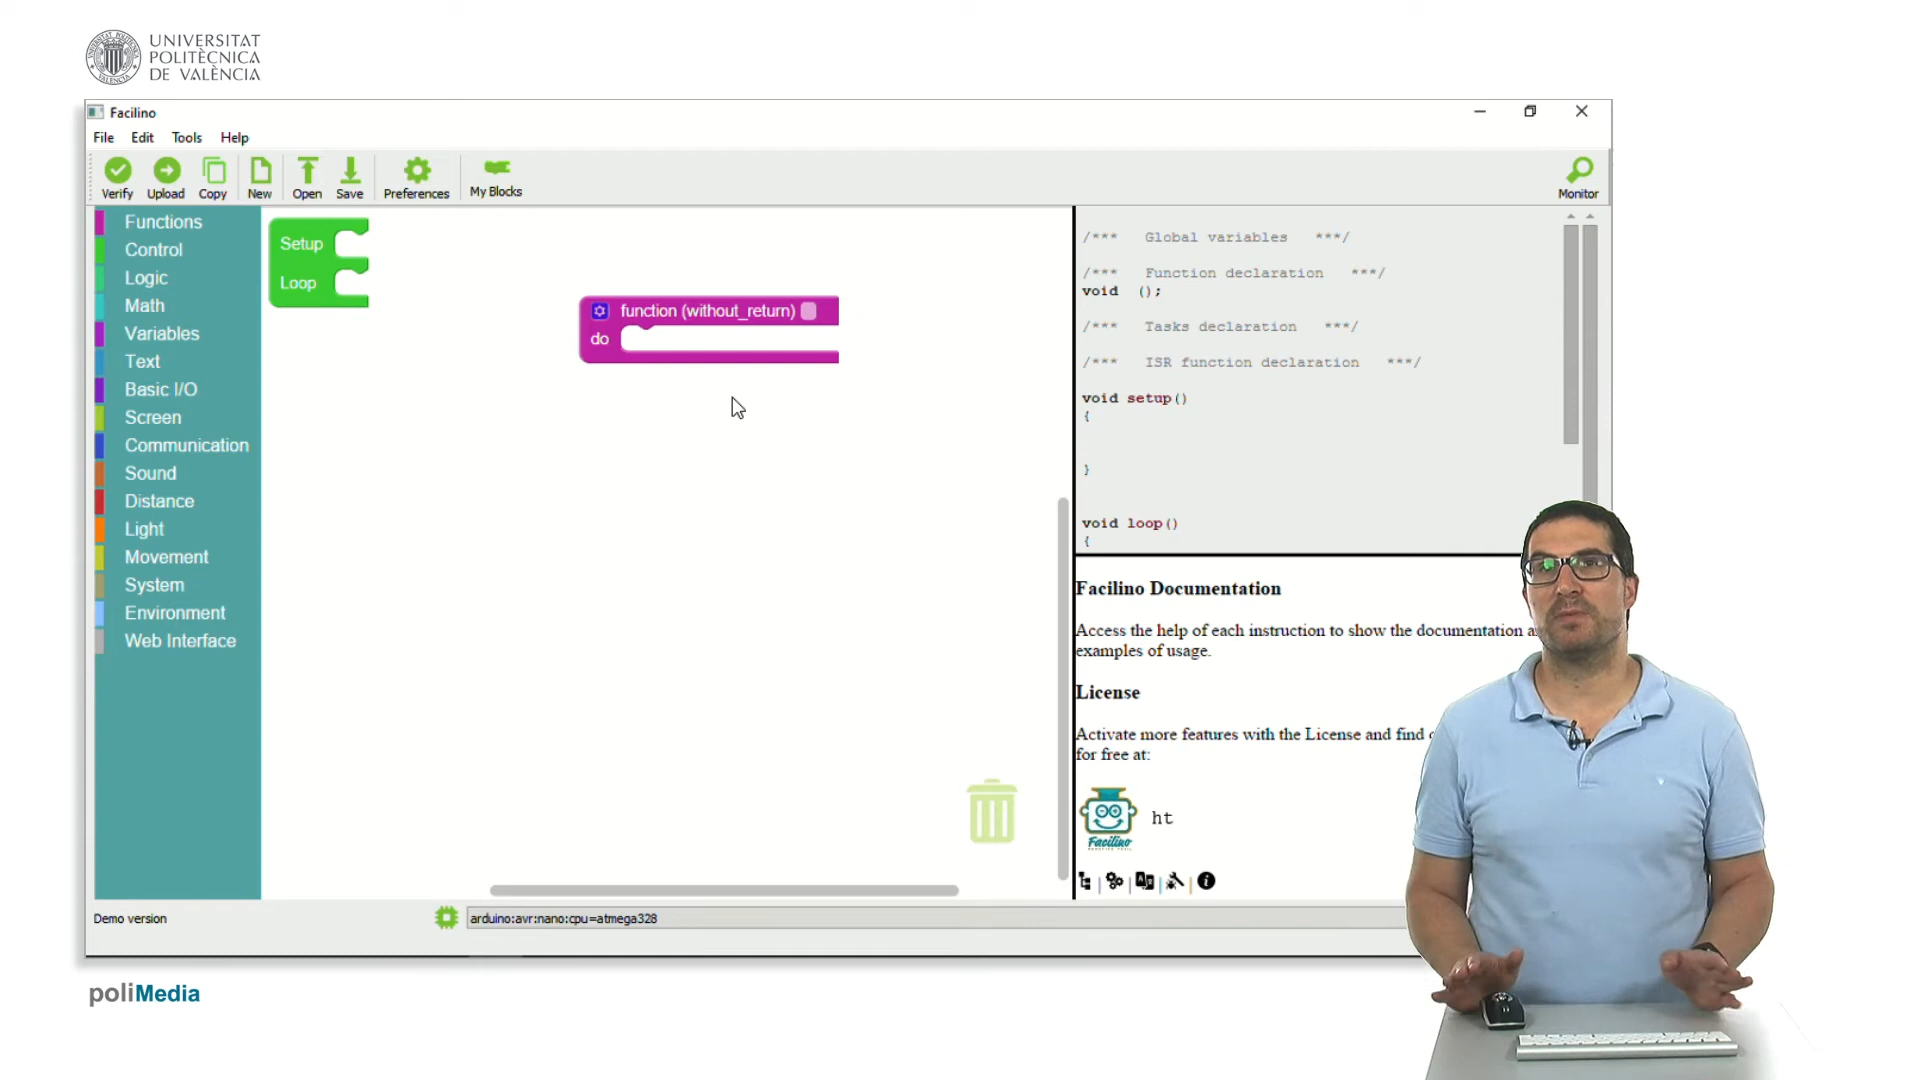 UNIVERSITAT
POLITÈCNICA
DE VALÈNCIA
Facilino
File Edit Tools Help
Verify Upload Copy New Open Save Preferences My Blocks Monitor
Functions
Control
Logic
Math
Variables
Text
Basic I/O
Screen
Communication
Sound
Distance
Light
Movement
System
Environment
Web Interface
Setup
Loop
function (without_return)
do
/*** Global variables ***/
/*** Function declaration ***/
void ();
/*** Tasks declaration ***/
/*** ISR function declaration ***/
void setup()
{
}
void loop()
{
Facilino Documentation
Access the help of each instruction to show the documentation
examples of usage.
License
Activate more features with the License and find
for free at:
Facilino
ht
Demo version
arduino:avr:nano:cpu=atmega328
poliMedia